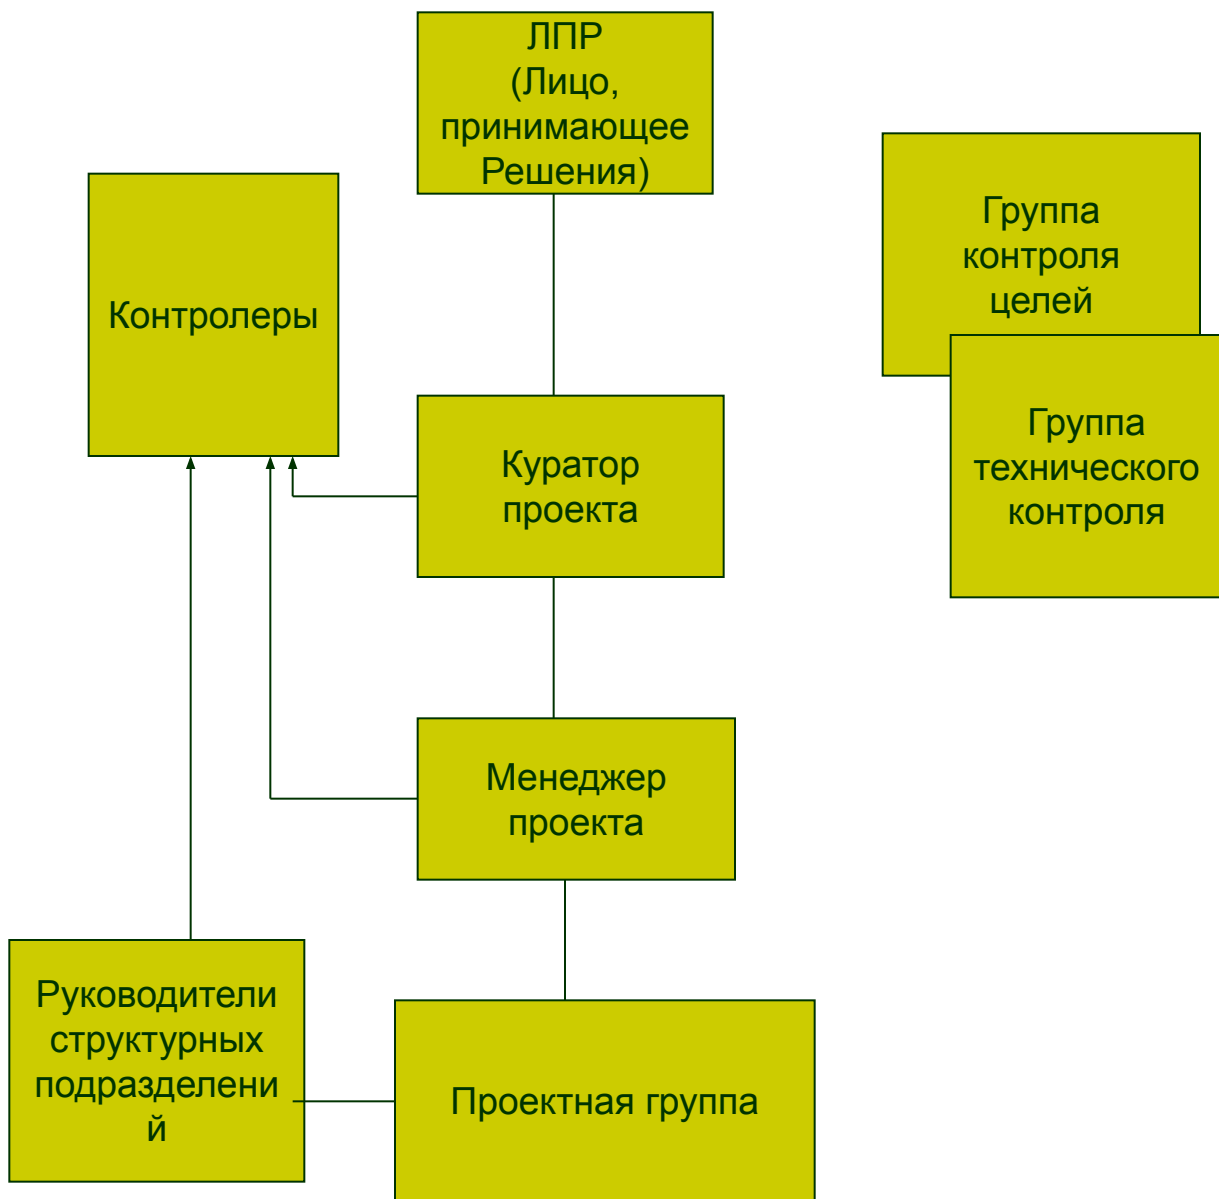 ЛПР
(Лицо,
принимающее
Решения)
Контролеры
Группа
контроля
целей
Куратор
проекта
Группа
технического
контроля
Менеджер
проекта
Руководители
структурных
подразделени
й
Проектная группа